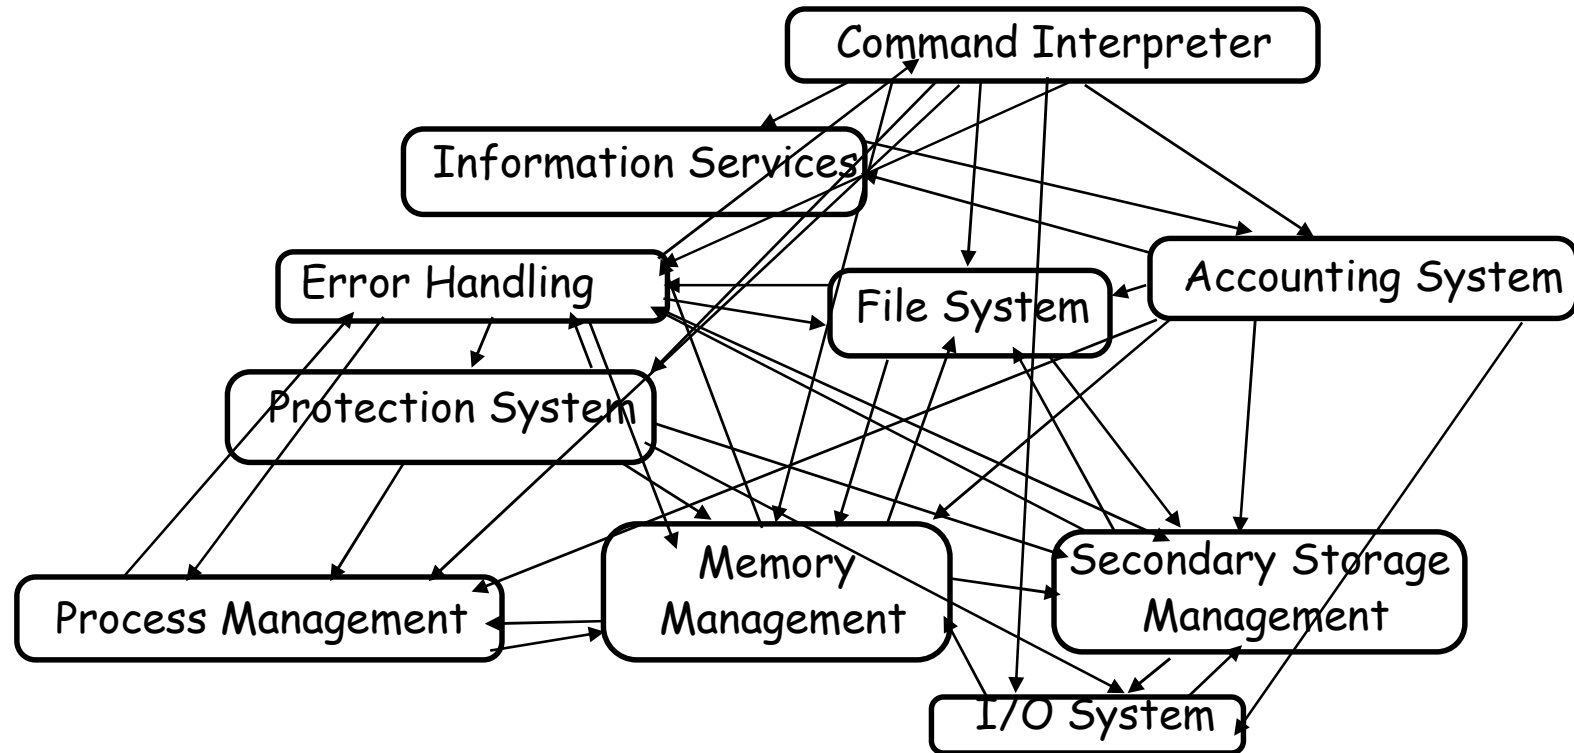 Command Interpreter
Information Services
Error Handling
File System
Accounting System
Protection System
Process Management
Memory
Management
Secondary Storage
Management
I/O System